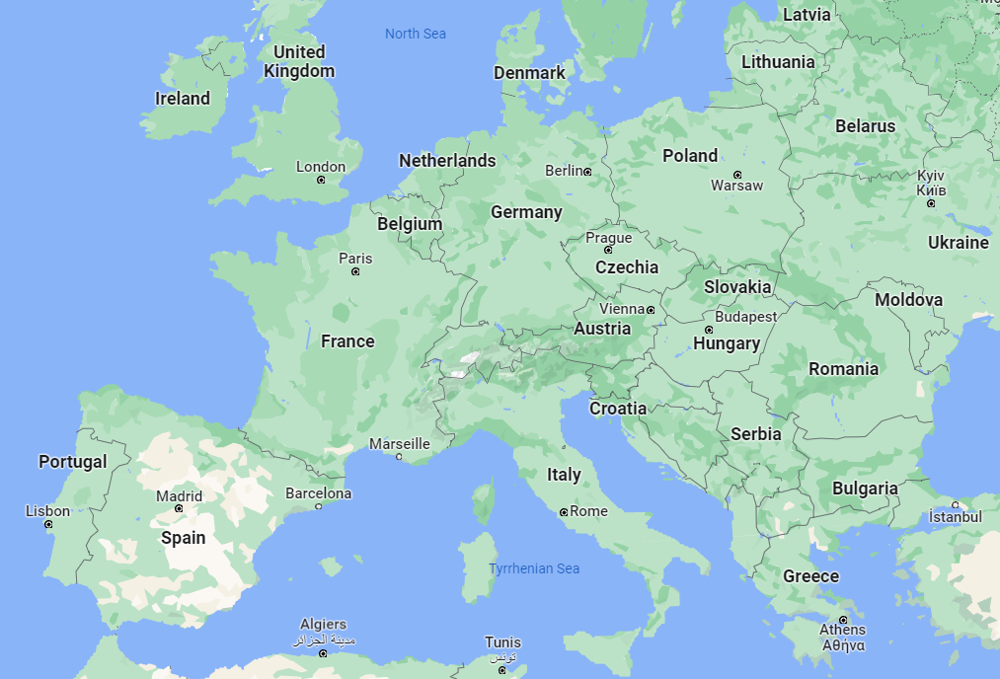 Latvia
North Sea
United
Kingdom
Lithuania
Denmark
Ireland
Belarus
Netherlands
Poland
London
Berlin
Warsaw
Kyiv
Київ
Germany
Belgium
Prague
Ukraine
Paris
Czechia
Slovakia
Moldova
Vienna
Budapest
Austria
France
Hungary
Romania
Croatia
Serbia
Marseille
Portugal
Italy
Madrid
Barcelona
Bulgaria
Lisbon
Rome
İstanbul
Spain
Tyrrhenian Sea
Greece
Algiers
مدينة الجزائر
Athens
Αθήνα
Tunis
تونس